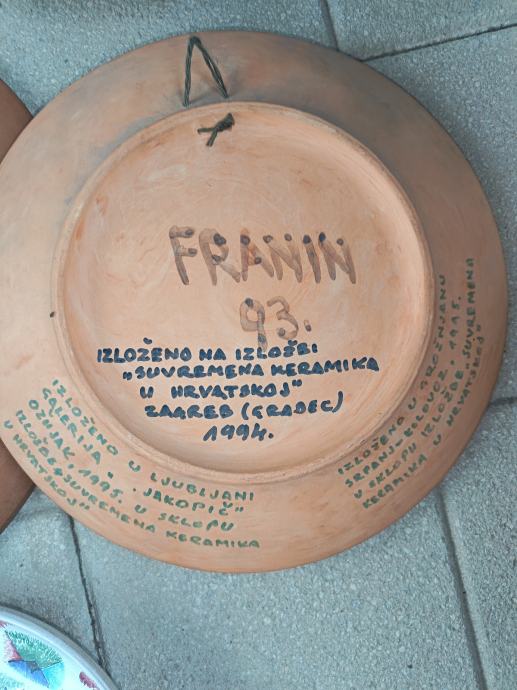 FRANIN
93.
IZLOŽENO NA IZLOŽBI
„SUVREMENA KERAMIKA
U HRVATSKOJ"
ZAGREB (GRADEC)
1994.
IZLOŽENO U LJUBLJANI
GALERIJA „JAKOPIČ"
OŽUJAK, 1995. U SKLOPU
IZLOŽBE „SUVREMENA KERAMIKA
U HRVATSKOJ"
IZLOŽENO U GROŽNJANU
SRPANJ-KOLOVOZ, 1995.
U SKLOPU IZLOŽBE „SUVREMENA
KERAMIKA U HRVATSKOJ"